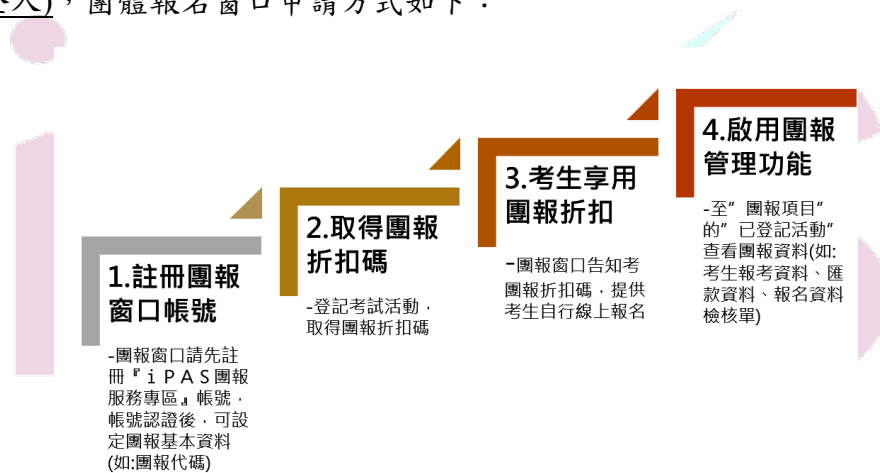 ，團體報名窗口申請方式如下：
1.註冊團報
窗口帳號
-團報窗口請先註
冊『ｉＰＡＳ團報
服務專區』帳號，
帳號認證後，可設
定團報基本資料
(如:團報代碼)
2.取得團報
折扣碼
-登記考試活動，
取得團報折扣碼
3.考生享用
團報折扣
-團報窗口告知考
團報折扣碼，提供
考生自行線上報名
4.啟用團報
管理功能
-至”團報項目”
的”已登記活動”
查看團報資料(如:
考生報考資料、匯
款資料、報名資料
檢核單)